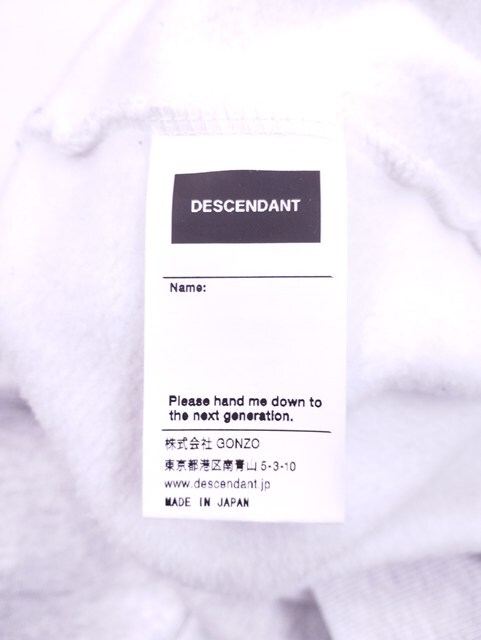 DESCENDANT
Name:
Please hand me down to
the next generation.
株式会社 GONZO
東京都港区南青山 5-3-10
www.descendant.jp
MADE IN JAPAN